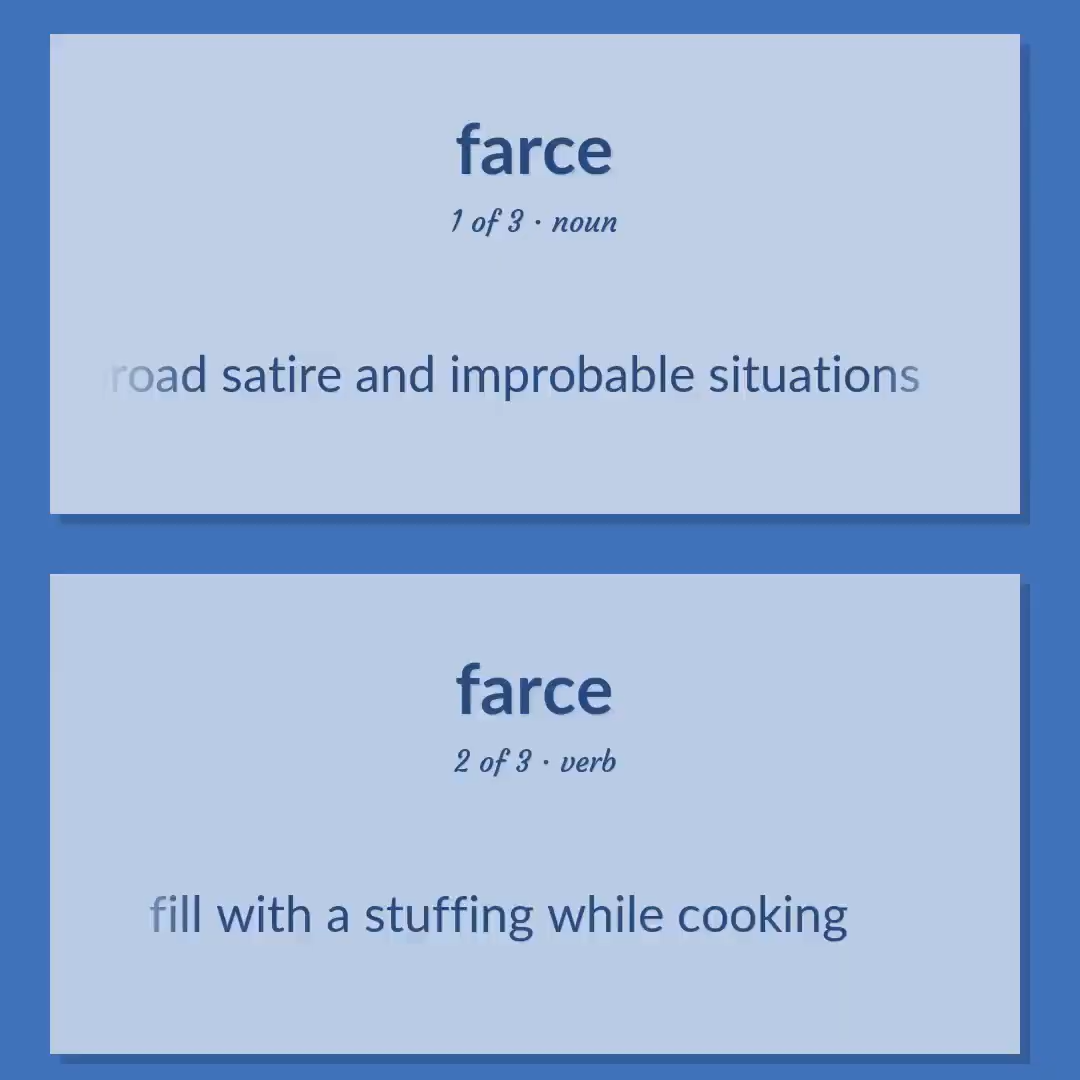 farce
1 of 3 · noun
road satire and improbable situations
farce
2 of 3 · verb
fill with a stuffing while cooking